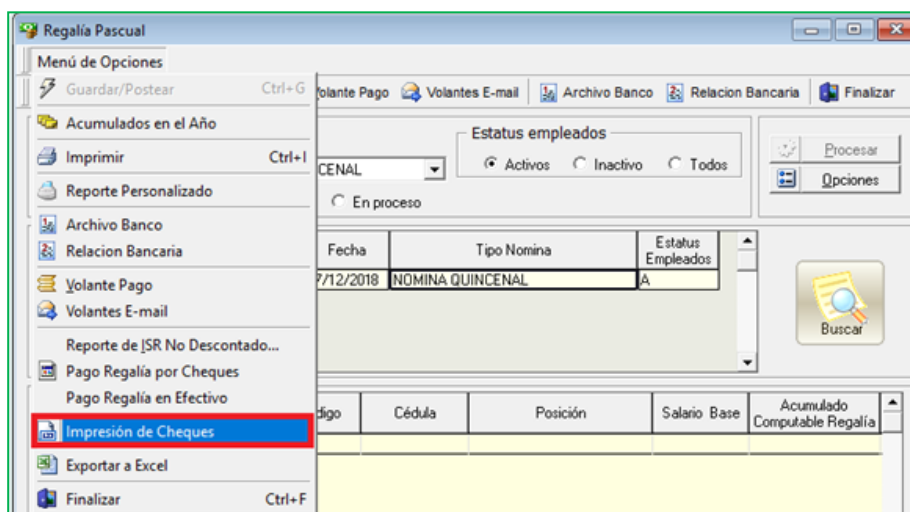 Regalía Pascual
Menú de Opciones
Guardar/Postear Ctrl+G
Acumulados en el Año
Imprimir Ctrl+I
Reporte Personalizado
Archivo Banco
Relacion Bancaria
Volante Pago
Volantes E-mail
Reporte de ISR No Descontado...
Pago Regalía por Cheques
Pago Regalía en Efectivo
Impresión de Cheques
Exportar a Excel
Finalizar Ctrl+F
olante Pago Volantes E-mail Archivo Banco Relacion Bancaria Finalizar
Estatus empleados
CENAL Activos Inactivo Todos
En proceso
Procesar
Opciones
Fecha Tipo Nomina Estatus Empleados
7/12/2018 NOMINA QUINCENAL A
Buscar
digo Cédula Posición Salario Base Acumulado
Computable Regalía